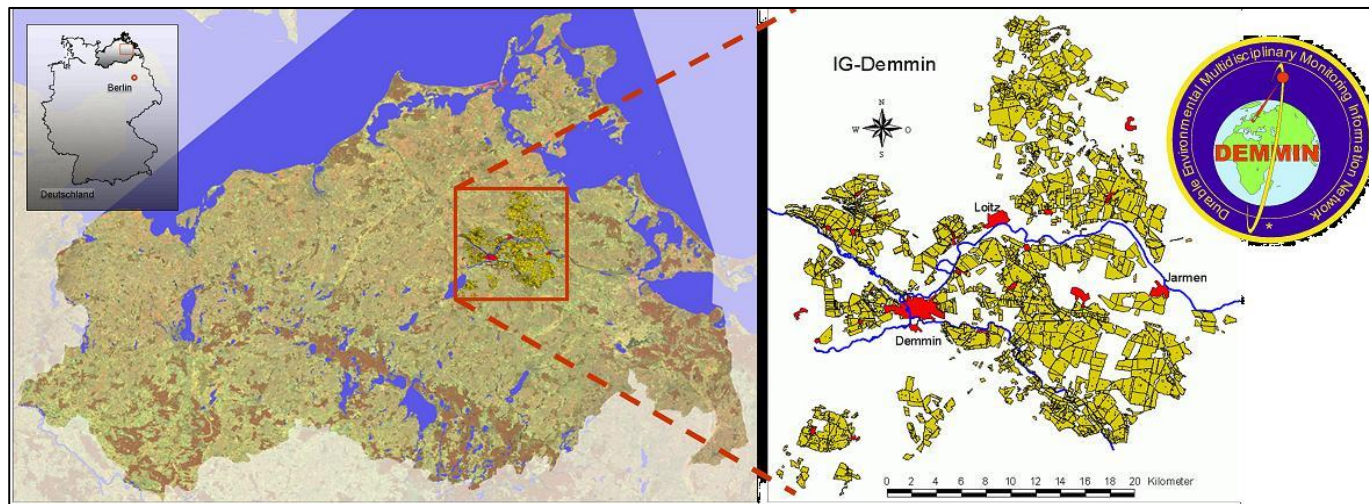 Berlin
Deutschland
IG-Demmin
N
W O
S
Loitz
Jarmen
Demmin
0 2 4 6 8 10 12 14 16 18 20 Kilometer
Durable Environmental Multidisciplinary Monitoring Information Network
DEMMIN
*